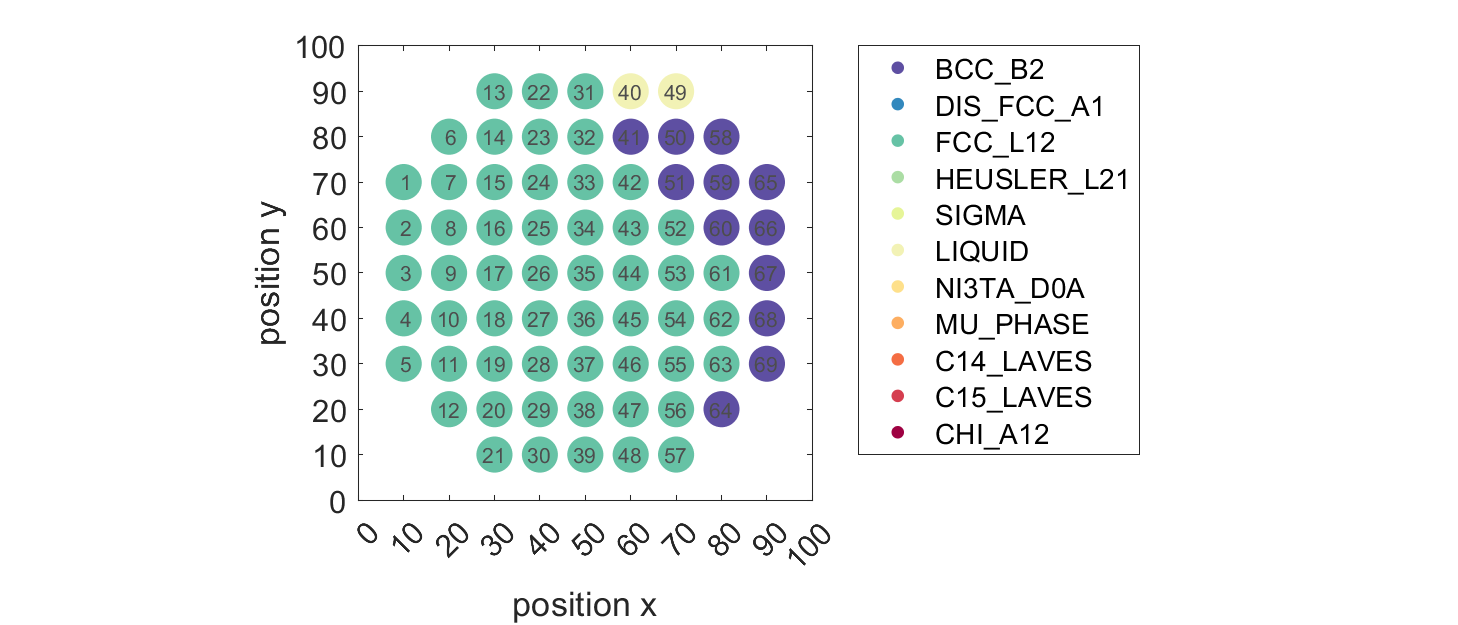 100
90
80
70
60
50
40
30
20
10
0
position y
13 22 31 40 49
6 14 23 32 41 50 58
1 7 15 24 33 42 51 59 65
2 8 16 25 34 43 52 60 66
3 9 17 26 35 44 53 61 67
4 10 18 27 36 45 54 62 68
5 11 19 28 37 46 55 63 69
12 20 29 38 47 56 64
21 30 39 48 57
0 10 20 30 40 50 60 70 80 90 100
position x
BCC_B2
DIS_FCC_A1
FCC_L12
HEUSLER_L21
SIGMA
LIQUID
NI3TA_D0A
MU_PHASE
C14_LAVES
C15_LAVES
CHI_A12